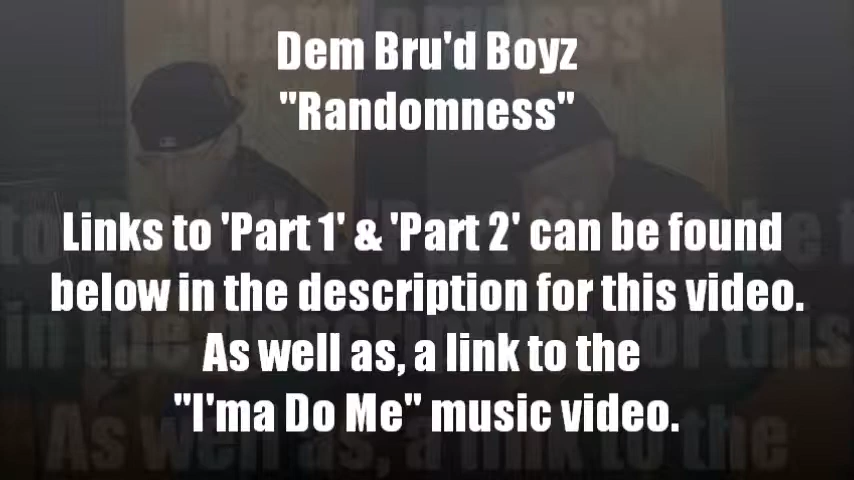 Dem Bru'd Boyz
"Randomness"
Links to 'Part 1' & 'Part 2' can be found
below in the description for this video.
As well as, a link to the
"I'ma Do Me" music video.